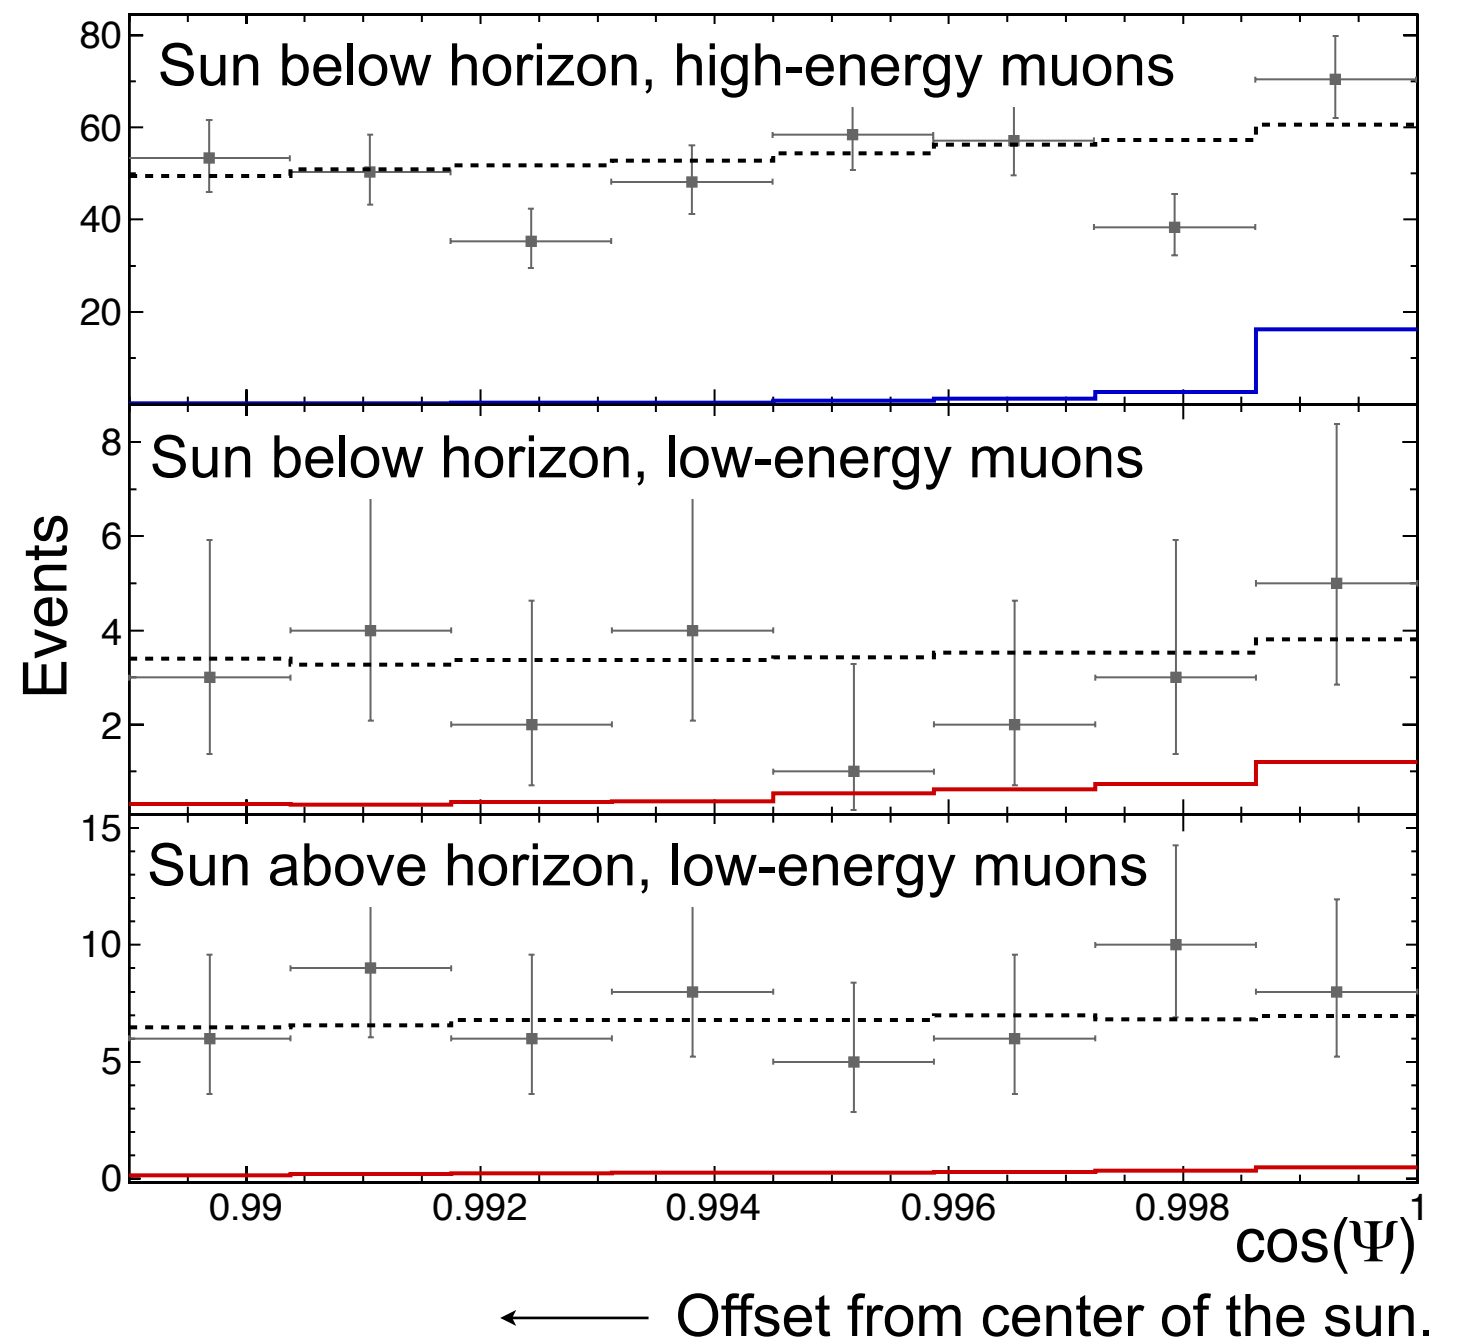 80
Sun below horizon, high-energy muons
60
40
20
8
Sun below horizon, low-energy muons
6
4
2
Events
15
Sun above horizon, low-energy muons
10
5
0
0.99 0.992 0.994 0.996 0.998 1
cos(Ψ)
Offset from center of the sun.